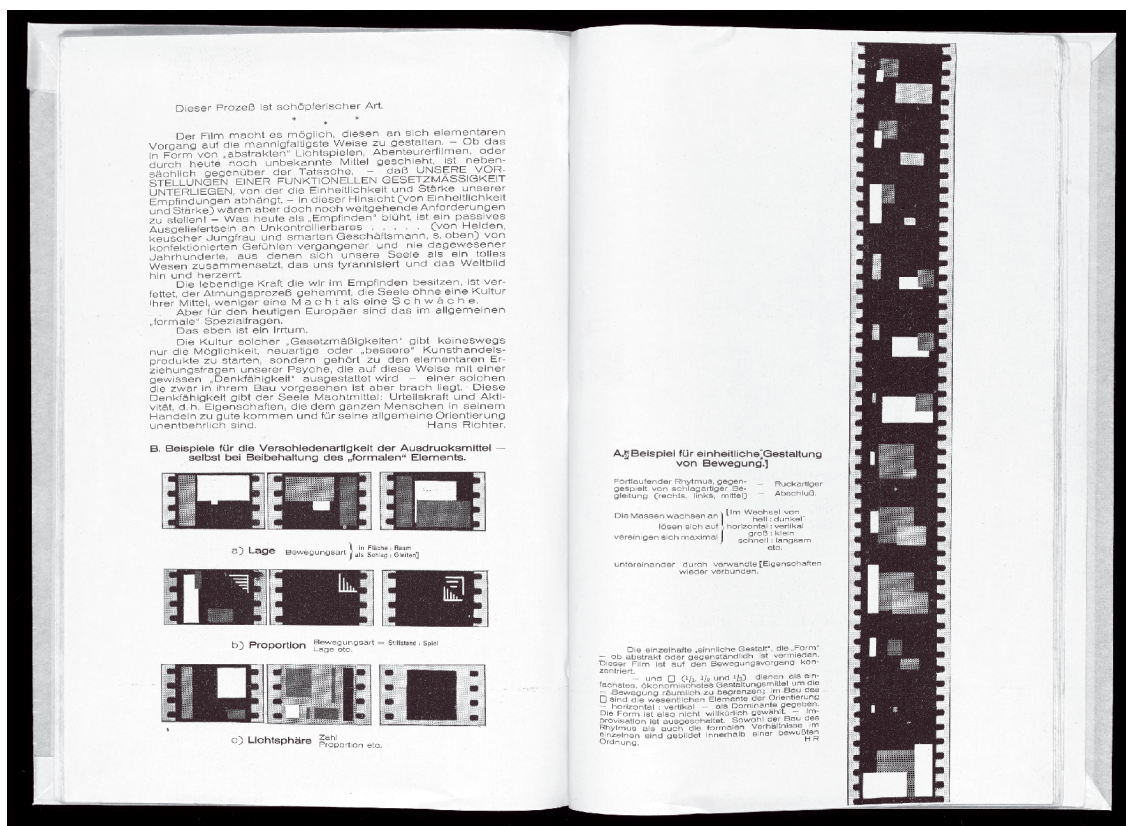 Dieser Prozeß ist schöpferischer Art.
* * *
Der Film macht es möglich, diesen an sich elementaren
Vorgang auf die mannigfaltigste Weise zu gestalten. — Ob das
in Form von „abstrakten“ Lichtspielen, Abenteurerfilmen, oder
durch heute noch unbekannte Mittel geschieht, ist neben-
sächlich gegenüber der Tatsache, — daß UNSERE VOR-
STELLUNGEN EINER FUNKTIONELLEN GESETZMÄSSIGKEIT
UNTERLIEGEN, von der die Einheitlichkeit und Stärke unserer
Empfindungen abhängt. — In dieser Hinsicht (von Einheitlichkeit
und Stärke) wären aber doch noch weitgehende Anforderungen
zu stellen! — Was heute als „Empfinden“ blüht, ist ein passives
Ausgeliefertsein an Unkontrollierbares . . . . . (von Helden,
keuscher Jungfrau und smarten Geschäftsmann, s. oben) von
konfektionierten Gefühlen vergangener und nie dagewesener
Jahrhunderte, aus denen sich unsere Seele als ein tolles
Wesen zusammensetzt, das uns tyrannisiert und das Weltbild
hin und herzerrt.
Die lebendige Kraft die wir im Empfinden besitzen, ist ver-
fettet, der Atmungsprozeß gehemmt, die Seele ohne eine Kultur
ihrer Mittel, weniger eine M a c h t als eine S c h w ä c h e.
Aber für den heutigen Europäer sind das im allgemeinen
„formale“ Spezialfragen.
Das eben ist ein Irrtum.
Die Kultur solcher „Gesetzmäßigkeiten“ gibt keineswegs
nur die Möglichkeit, neuartige oder „bessere“ Kunsthandels-
produkte zu starten, sondern gehört zu den elementaren Er-
ziehungsfragen unserer Psyche, die auf diese Weise mit einer
gewissen „Denkfähigkeit“ ausgestattet wird — einer solchen
die zwar in ihrem Bau vorgesehen ist aber brach liegt. Diese
Denkfähigkeit gibt der Seele Machtmittel: Urteilskraft und Akti-
vität, d. h. Eigenschaften, die dem ganzen Menschen in seinem
Handeln zu gute kommen und für seine allgemeine Orientierung
unentbehrlich sind. Hans Richter.
B. Beispiele für die Verschiedenartigkeit der Ausdrucksmittel —
selbst bei Beibehaltung des „formalen“ Elements.
a) Lage Bewegungsart } in Fläche : Raum
als Schlag : Gleiten]
b) Proportion Bewegungsart — Stillstand : Spiel
Lage etc.
c) Lichtsphäre Zahl
Proportion etc.
A. Beispiel für einheitliche Gestaltung
von Bewegung.]
Fortlaufender Rhytmus, gegen-
gespielt von schlagartiger Be- — Ruckartiger
gleitung (rechts, links, mittel) — Abschluß.
Die Massen wachsen an } [Im Wechsel von
hell : dunkel
lösen sich auf } horizontal : vertikal
groß : klein
vereinigen sich maximal } schnell : langsam
etc.
untereinander durch verwandte [Eigenschaften
wieder verbunden.
Die einzelhafte „sinnliche Gestalt“, die „Form“
— ob abstrakt oder gegenständlich ist vermieden.
Dieser Film ist auf den Bewegungsvorgang kon-
zentriert.
— und □ (¹/₁, ¹/₂ und ¹/₃) dienen als ein-
fachstes, ökonomischstes Gestaltungsmittel um die
— Bewegung räumlich zu begrenzen; im Bau des
□ sind die wesentlichen Elemente der Orientierung
— horizontal : vertikal — als Dominante gegeben.
Die Form ist also nicht willkürlich gewählt. — Im-
provisation ist ausgeschaltet. Sowohl der Bau des
Rhytmus als auch die formalen Verhältnisse im
einzelnen sind gebildet innerhalb einer bewußten
Ordnung. H R